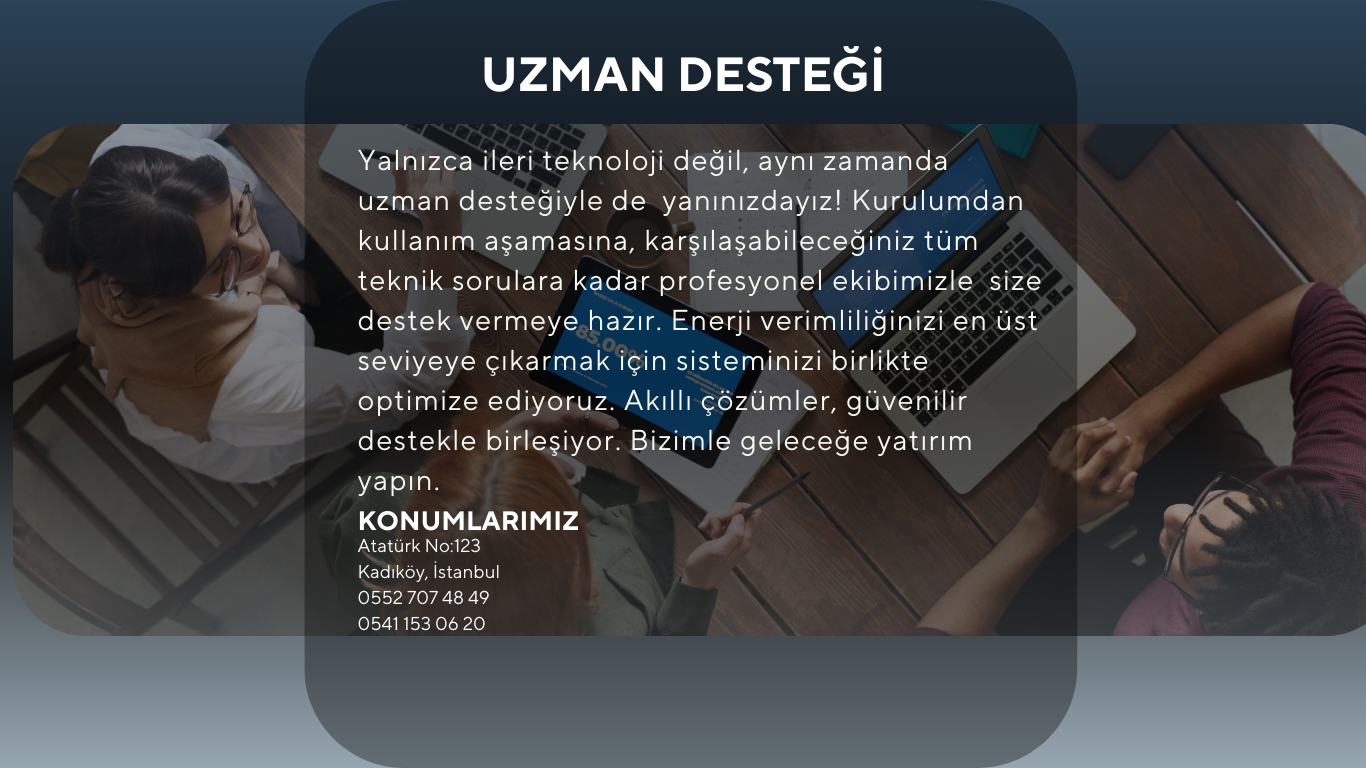 UZMAN DESTEĞİ
Yalnızca ileri teknoloji değil, aynı zamanda
uzman desteğiyle de yanınızdayız! Kurulumdan
kullanım aşamasına, karşılaşabileceğiniz tüm
teknik sorulara kadar profesyonel ekibimizle size
destek vermeye hazır. Enerji verimliliğinizi en üst
seviyeye çıkarmak için sisteminizi birlikte
optimize ediyoruz. Akıllı çözümler, güvenilir
destekle birleşiyor. Bizimle geleceğe yatırım
yapın.
KONUMLARIMIZ
Atatürk No:123
Kadıköy, İstanbul
0552 707 48 49
0541 153 06 20
85.00%